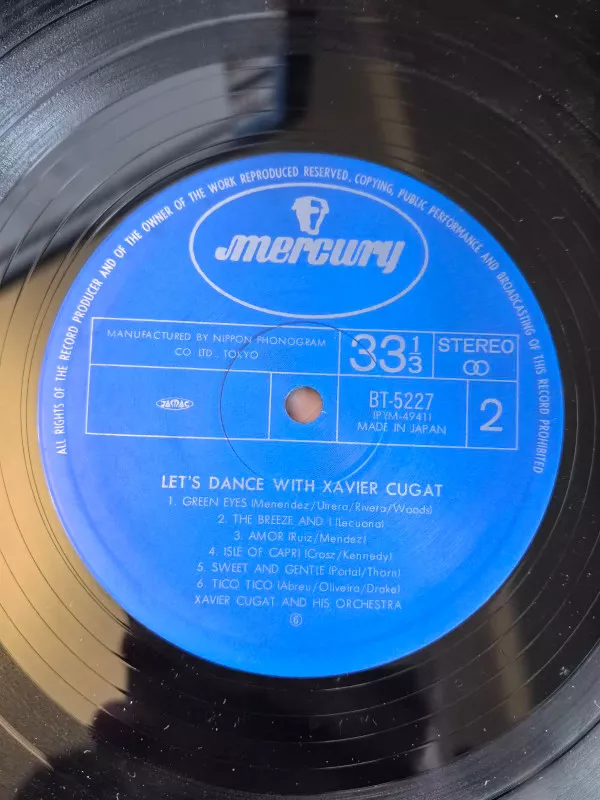 ALL RIGHTS OF THE RECORD PRODUCER AND OF THE OWNER OF THE WORK REPRODUCED RESERVED, COPYING, PUBLIC PERFORMANCE AND BROADCASTING OF THIS RECORD PROHIBITED
mercury
MANUFACTURED BY NIPPON PHONOGRAM
CO LTD., TOKYO
33 1/3
STEREO
JASRAC
BT-5227
(PYM-4941)
MADE IN JAPAN
2
LET'S DANCE WITH XAVIER CUGAT
1. GREEN EYES (Menendez/Utrera/Rivera/Woods)
2. THE BREEZE AND I (Lecuona)
3. AMOR (Ruiz/Mendez)
4. ISLE OF CAPRI (Crosz/Kennedy)
5. SWEET AND GENTLE (Portal/Thorn)
6. TICO TICO (Abreu/Oliveira/Drake)
XAVIER CUGAT AND HIS ORCHESTRA
6